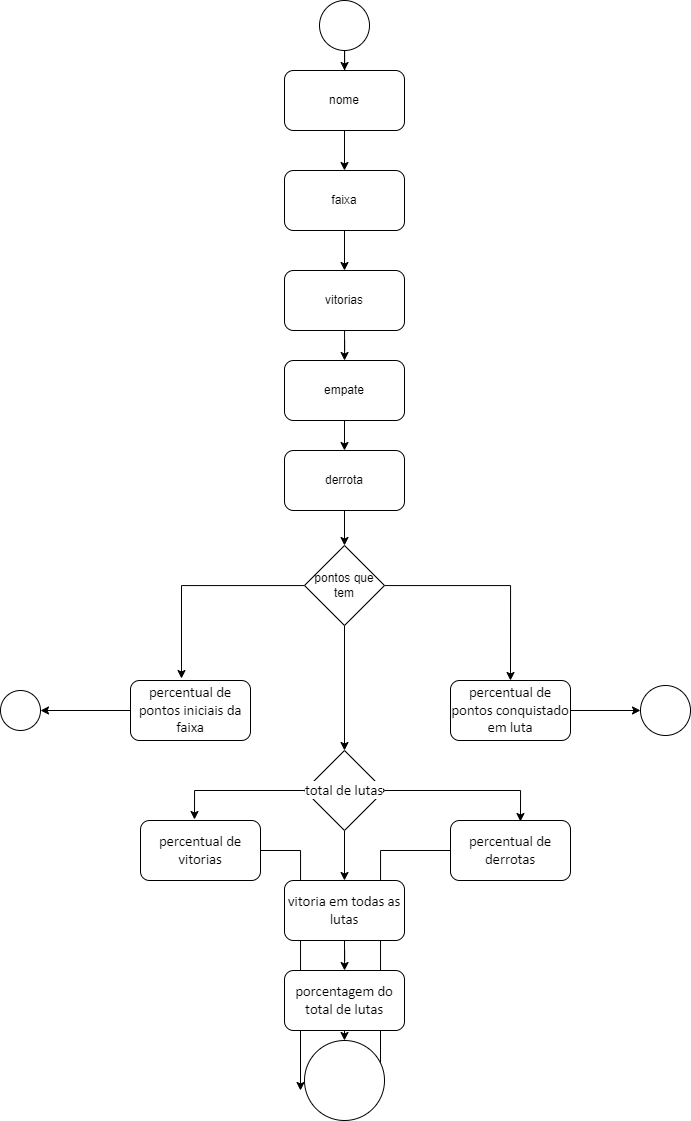 nome
faixa
vitorias
empate
derrota
pontos que
tem
percentual de
pontos iniciais da
faixa
percentual de
pontos conquistado
em luta
total de lutas
percentual de
vitorias
percentual de
derrotas
vitoria em todas as
lutas
porcentagem do
total de lutas